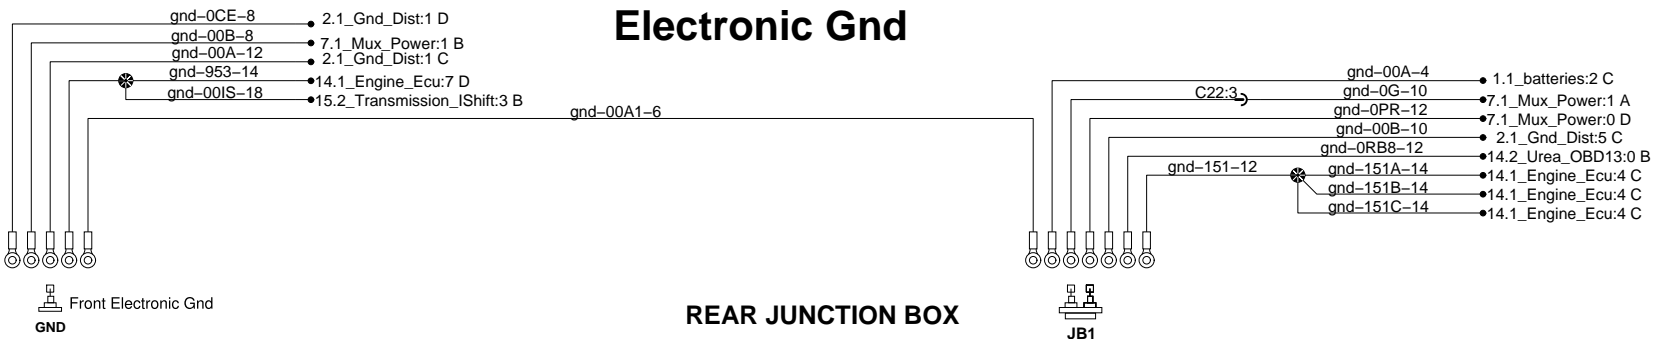 Electronic Gnd
gnd–0CE–8 2.1_Gnd_Dist:1 D
gnd–00B–8 7.1_Mux_Power:1 B
gnd–00A–12 2.1_Gnd_Dist:1 C
gnd–953–14 14.1_Engine_Ecu:7 D
gnd–00IS–18 15.2_Transmission_IShift:3 B
gnd–00A1–6
gnd–00A–4 1.1_batteries:2 C
C22:3 gnd–0G–10 7.1_Mux_Power:1 A
gnd–0PR–12 7.1_Mux_Power:0 D
gnd–00B–10 2.1_Gnd_Dist:5 C
gnd–0RB8–12 14.2_Urea_OBD13:0 B
gnd–151–12 gnd–151A–14 14.1_Engine_Ecu:4 C
gnd–151B–14 14.1_Engine_Ecu:4 C
gnd–151C–14 14.1_Engine_Ecu:4 C
Front Electronic Gnd
GND
REAR JUNCTION BOX
JB1